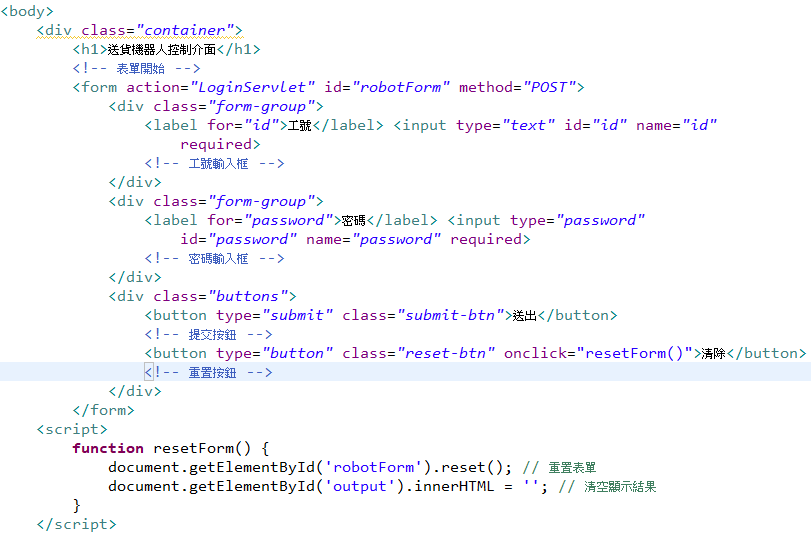 <body>
<div class="container">
<h1>送貨機器人控制介面</h1>
<!-- 表單開始 -->
<form action="LoginServlet" id="robotForm" method="POST">
<div class="form-group">
<label for="id">工號</label> <input type="text" id="id" name="id"
required>
<!-- 工號輸入框 -->
</div>
<div class="form-group">
<label for="password">密碼</label> <input type="password"
id="password" name="password" required>
<!-- 密碼輸入框 -->
</div>
<div class="buttons">
<button type="submit" class="submit-btn">送出</button>
<!-- 提交按鈕 -->
<button type="button" class="reset-btn" onclick="resetForm()">清除</button>
<!-- 重置按鈕 -->
</div>
</form>
<script>
function resetForm() {
document.getElementById('robotForm').reset(); // 重置表單
document.getElementById('output').innerHTML = ''; // 清空顯示結果
}
</script>